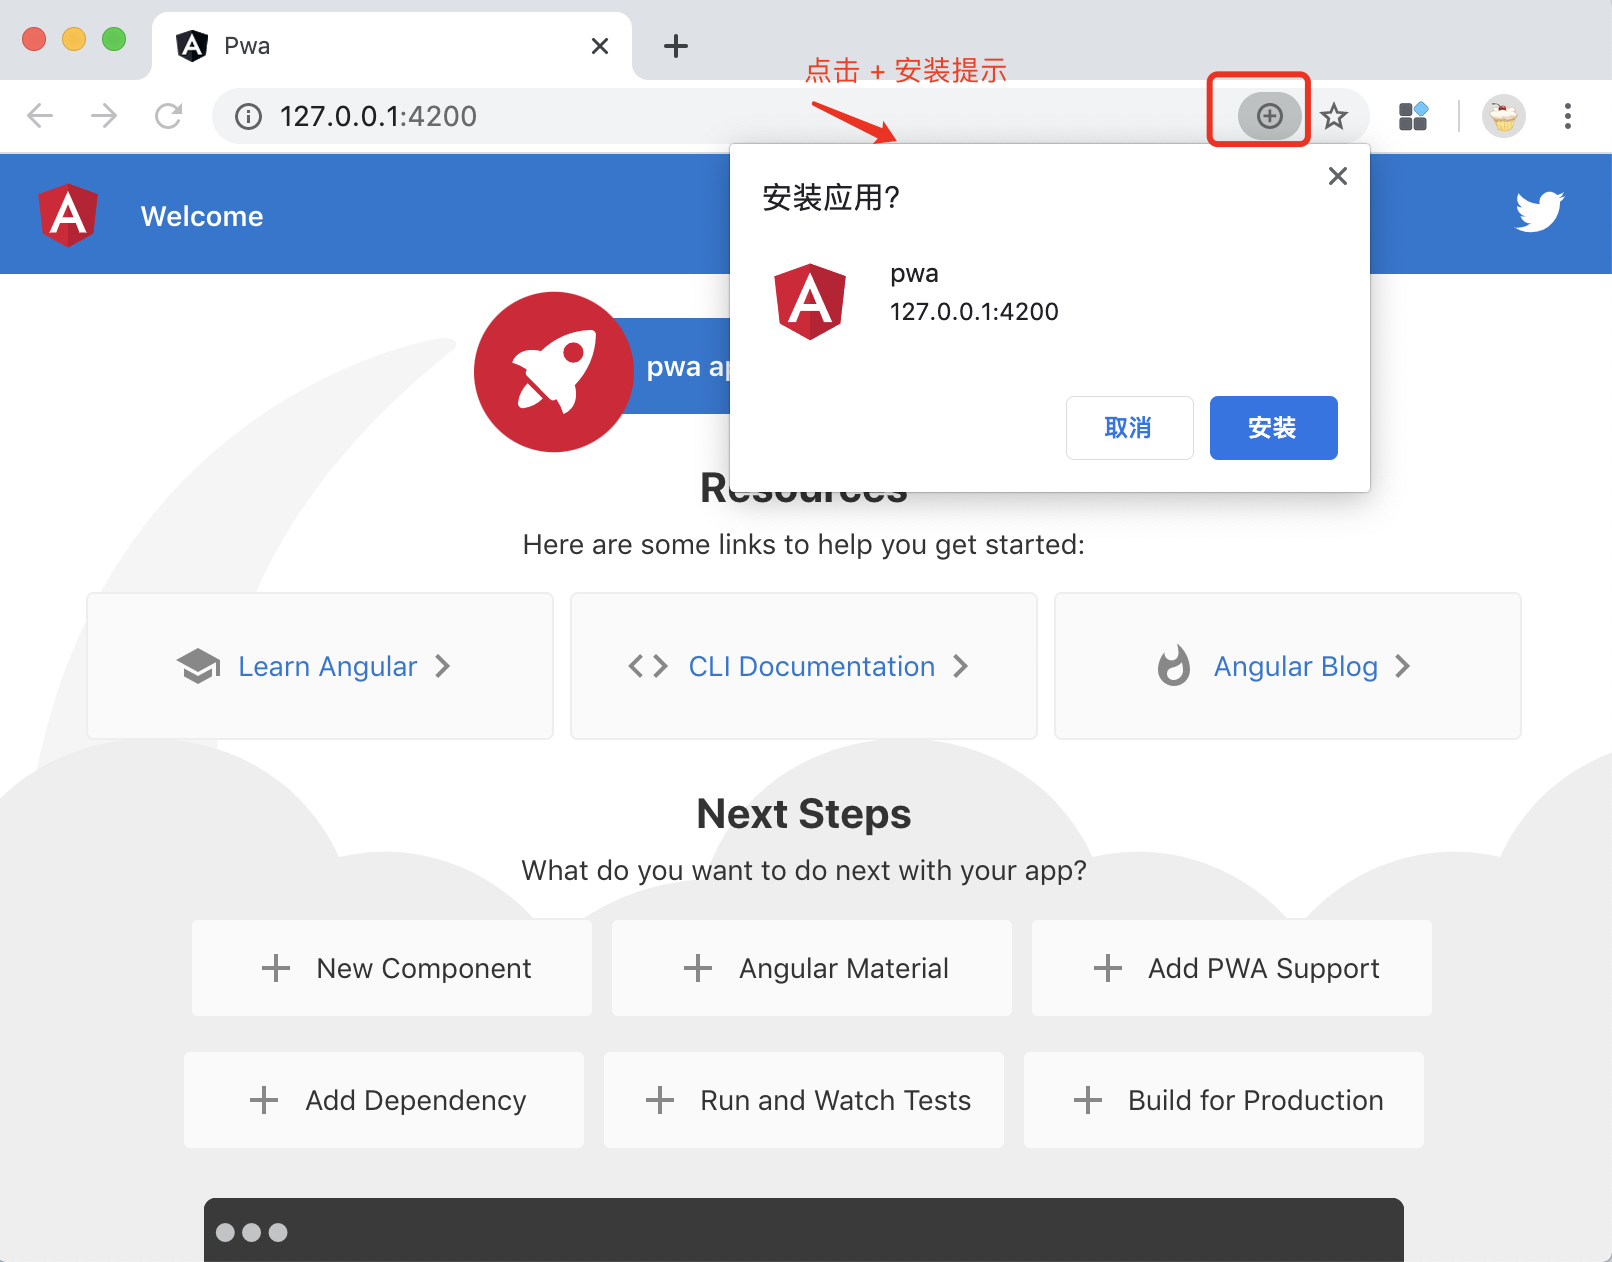 Pwa
点击 + 安装提示
127.0.0.1:4200
Welcome
安装应用?
pwa
127.0.0.1:4200
取消
安装
pwa ap
Resources
Here are some links to help you get started:
Learn Angular
CLI Documentation
Angular Blog
Next Steps
What do you want to do next with your app?
New Component
Angular Material
Add PWA Support
Add Dependency
Run and Watch Tests
Build for Production